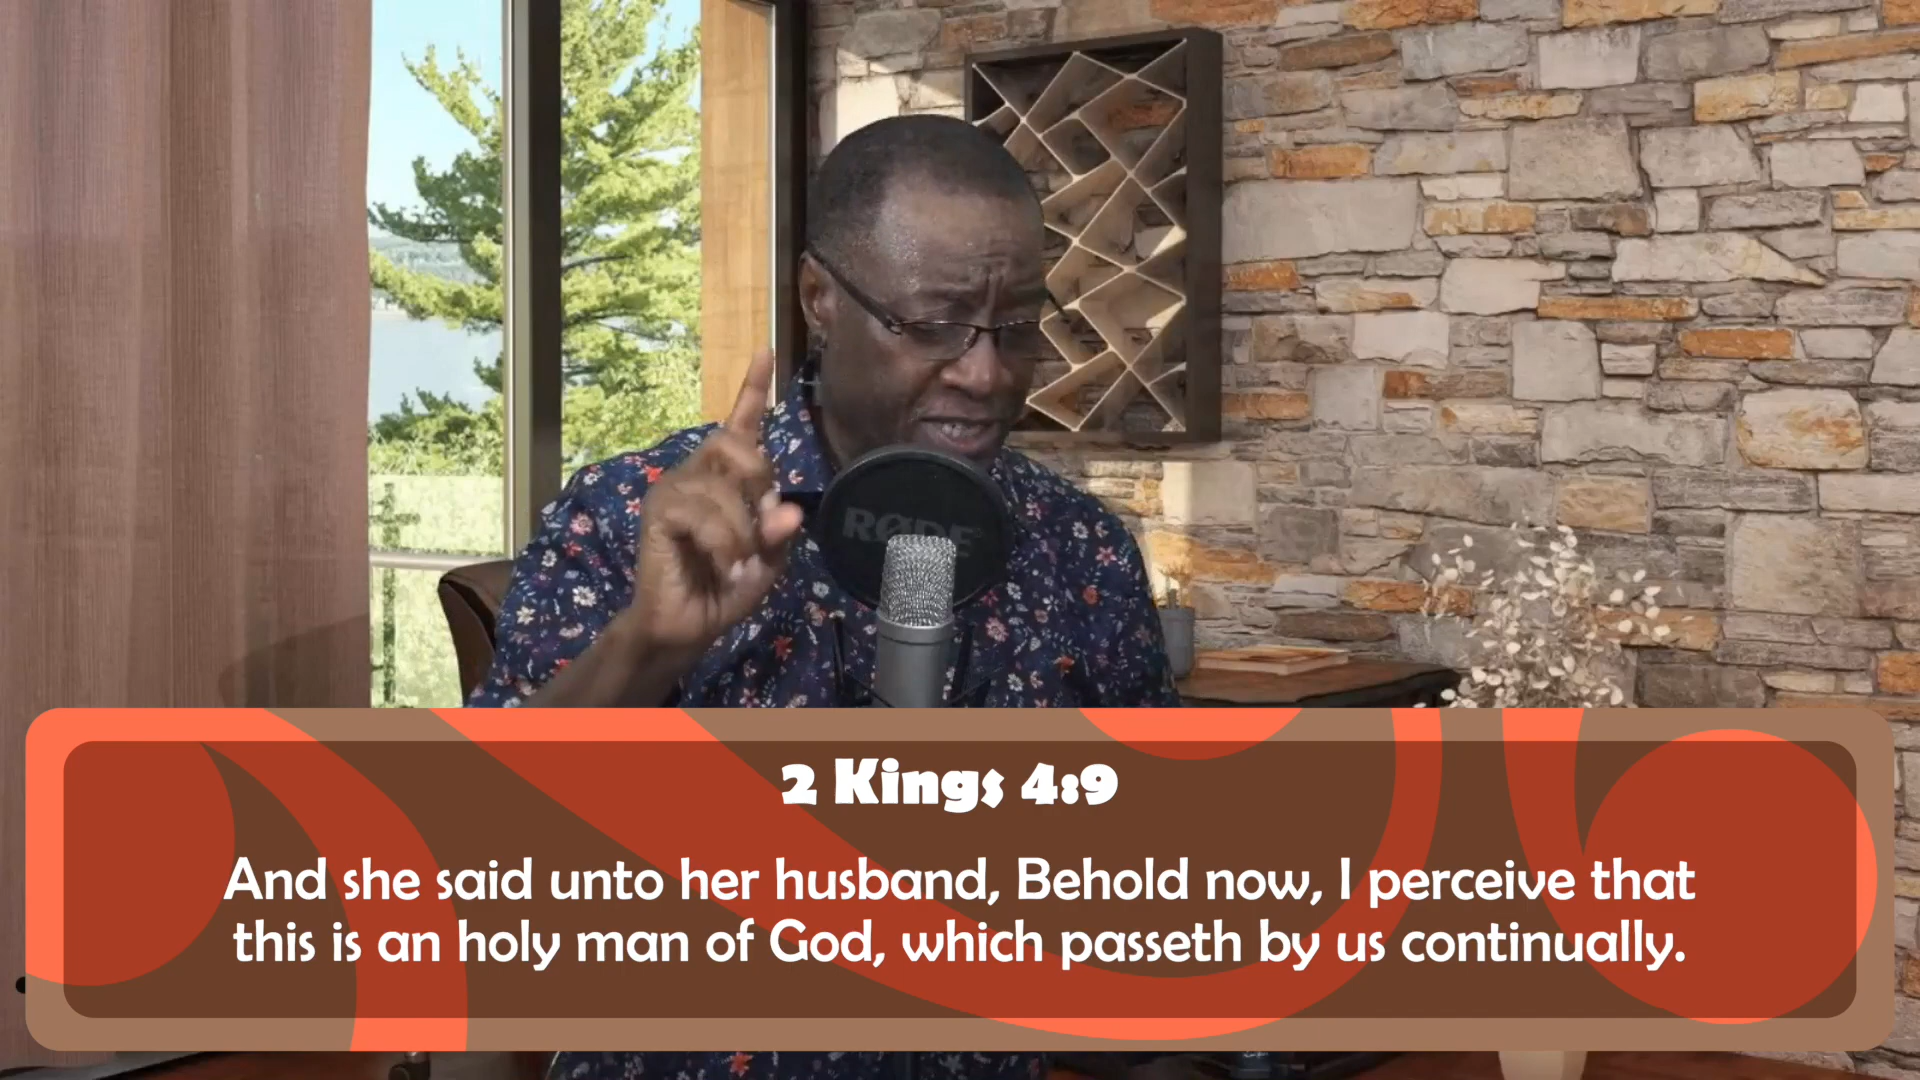 RØDE
2 Kings 4:9
And she said unto her husband, Behold now, I perceive that
this is an holy man of God, which passeth by us continually.